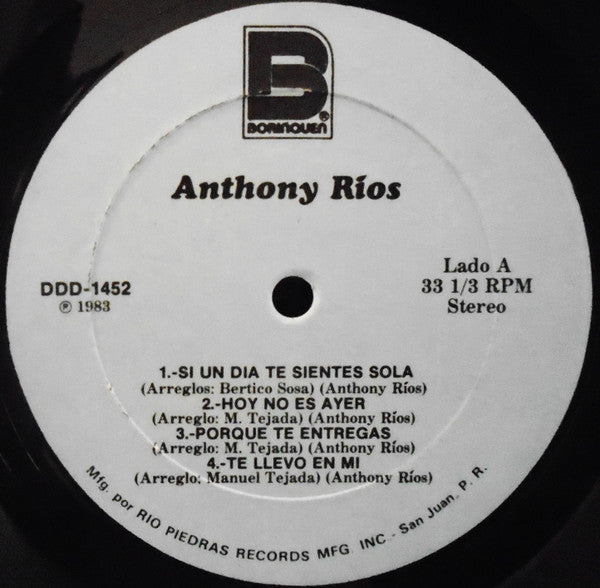 B®
BORINQUEN
Anthony Ríos
DDD-1452
℗ 1983
Lado A
33 1/3 RPM
Stereo
1.-SI UN DIA TE SIENTES SOLA
(Arreglos: Bertico Sosa) (Anthony Ríos)
2.-HOY NO ES AYER
(Arreglo: M. Tejada) (Anthony Ríos)
3.-PORQUE TE ENTREGAS
(Arreglo: M. Tejada) (Anthony Ríos)
4.-TE LLEVO EN MI
(Arreglo: Manuel Tejada) (Anthony Ríos)
Mfg. por RIO PIEDRAS RECORDS MFG. INC.- San Juan, P. R.